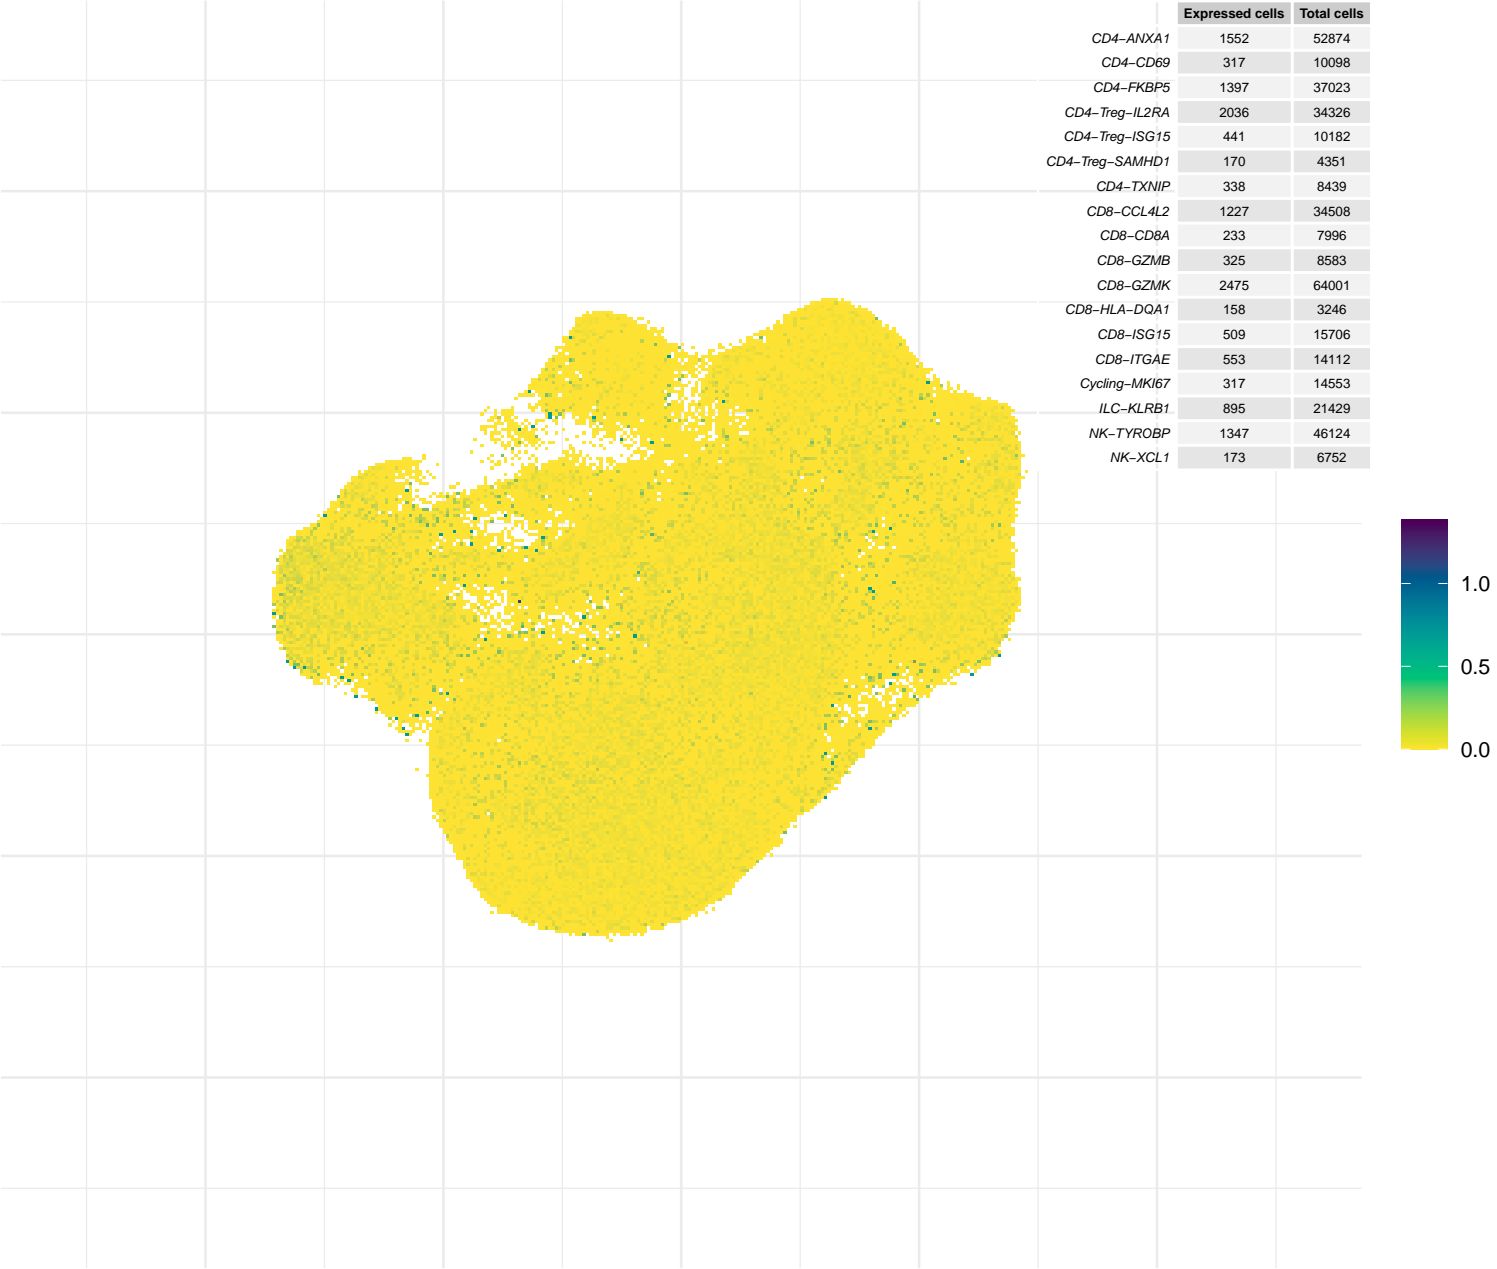 Expressed cells Total cells
CD4−ANXA1 1552 52874
CD4−CD69 317 10098
CD4−FKBP5 1397 37023
CD4−Treg−IL2RA 2036 34326
CD4−Treg−ISG15 441 10182
CD4−Treg−SAMHD1 170 4351
CD4−TXNIP 338 8439
CD8−CCL4L2 1227 34508
CD8−CD8A 233 7996
CD8−GZMB 325 8583
CD8−GZMK 2475 64001
CD8−HLA−DQA1 158 3246
CD8−ISG15 509 15706
CD8−ITGAE 553 14112
Cycling−MKI67 317 14553
ILC−KLRB1 895 21429
NK−TYROBP 1347 46124
NK−XCL1 173 6752
1.0
0.5
0.0